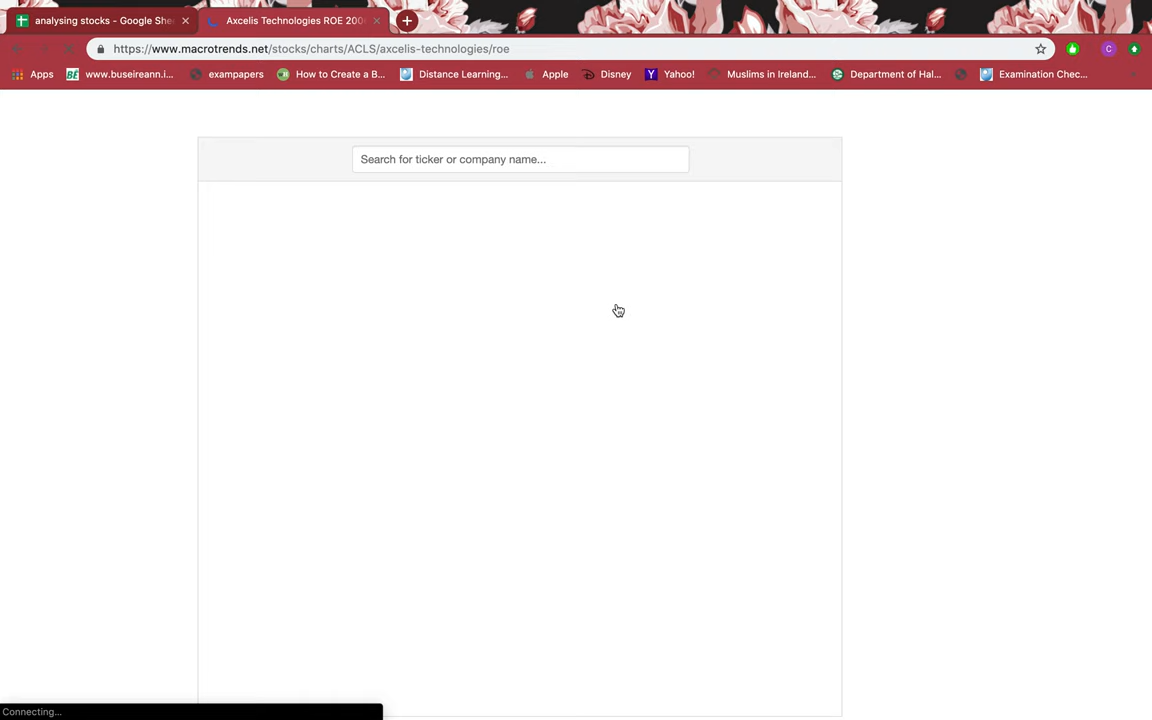 analysing stocks - Google She
Axcelis Technologies ROE 200
https://www.macrotrends.net/stocks/charts/ACLS/axcelis-technologies/roe
C
Apps
BÉ www.buseireann.i...
exampapers
How to Create a B...
Distance Learning,...
Apple
Disney
Y Yahoo!
Muslims in Ireland...
Department of Hal...
Examination Chec...
Search for ticker or company name...
Connecting...